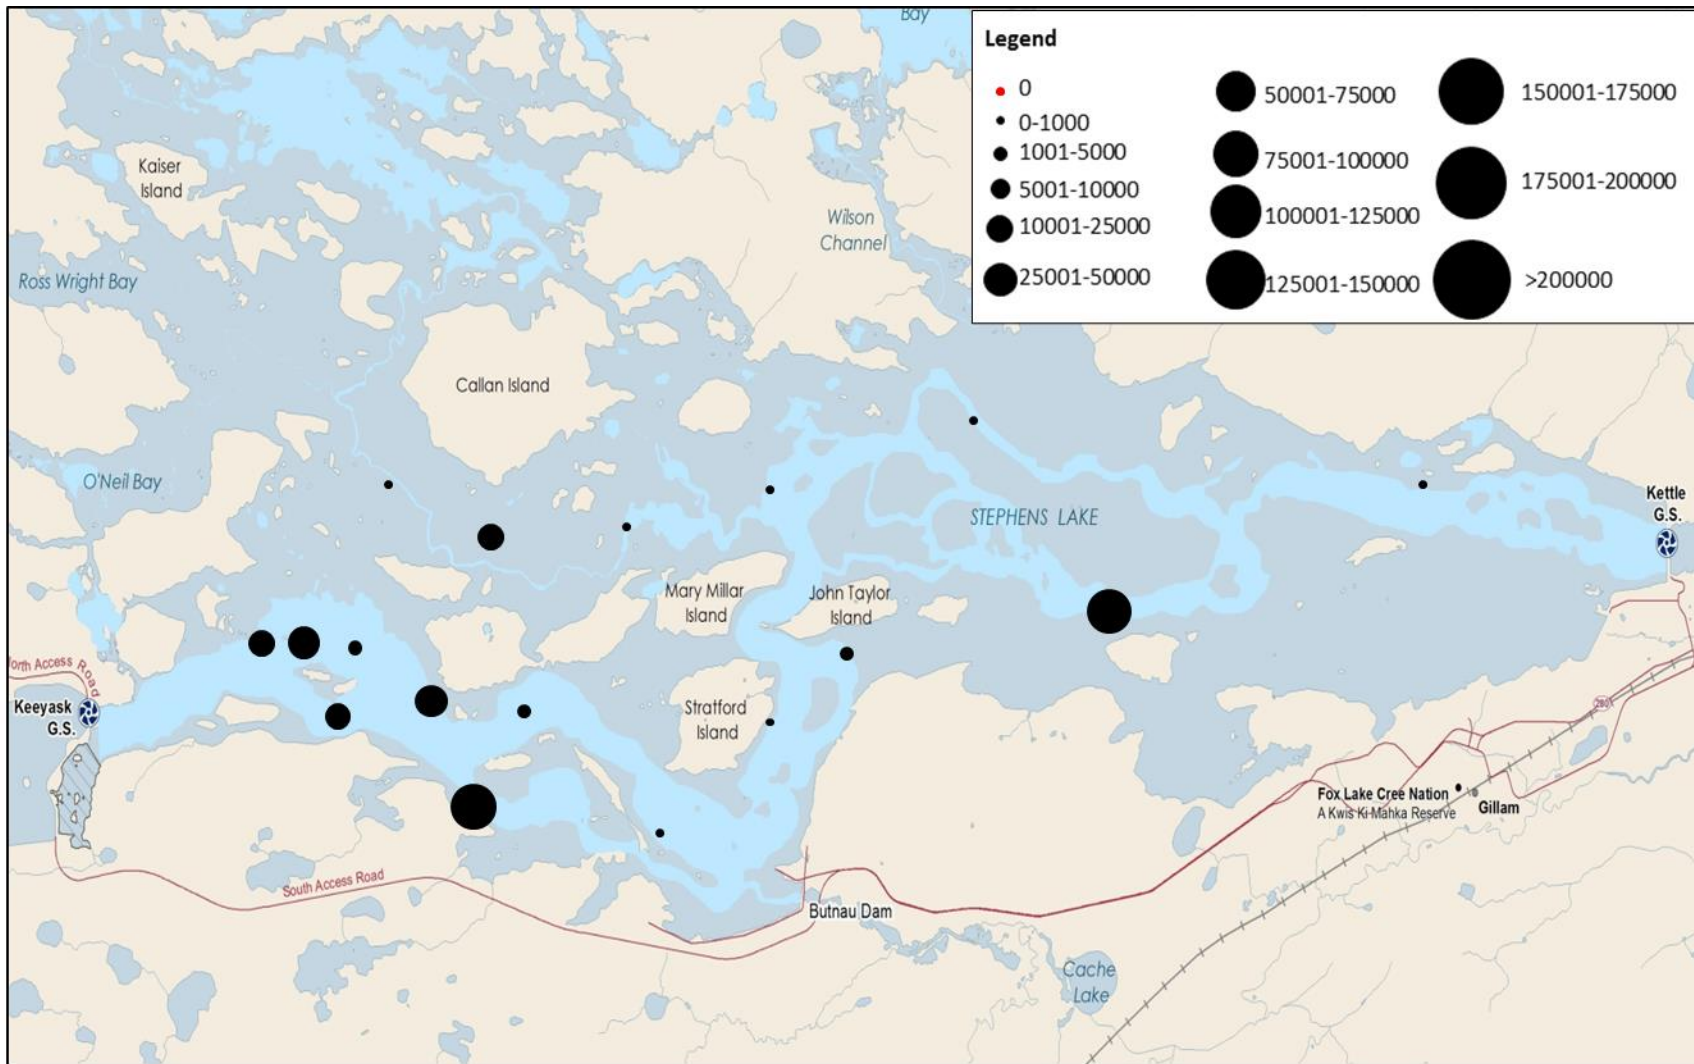 Bay
Legend
0
0-1000
1001-5000
5001-10000
10001-25000
25001-50000
50001-75000
75001-100000
100001-125000
125001-150000
150001-175000
175001-200000
>200000
Kaiser
Island
Wilson
Channel
Ross Wright Bay
Callan Island
O'Neil Bay
STEPHENS LAKE
Kettle
G.S.
Mary Millar
Island
John Taylor
Island
North Access Road
Keeyask
G.S.
Stratford
Island
280
Fox Lake Cree Nation
A Kwis Ki Mahka Reserve
Gillam
South Access Road
Butnau Dam
Cache
Lake